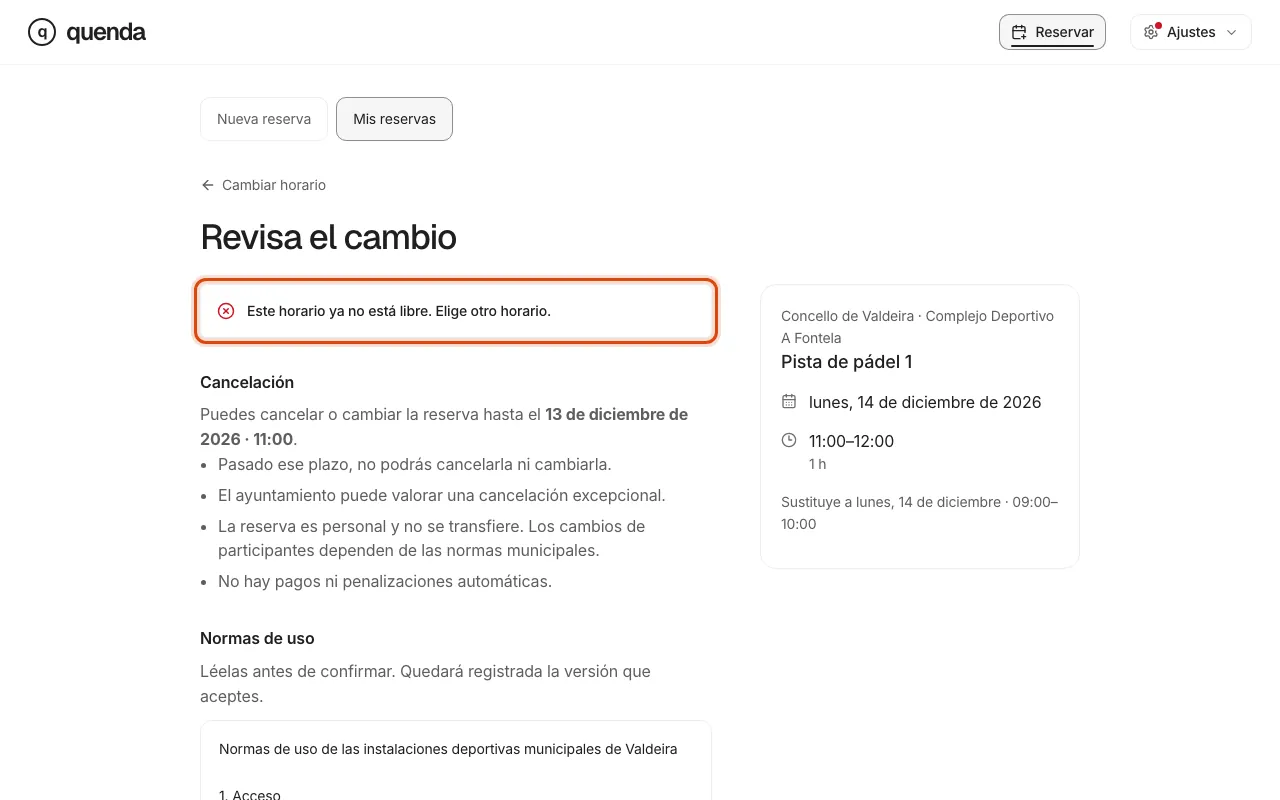 q quenda
Reservar
Ajustes
Nueva reserva
Mis reservas
Cambiar horario
Revisa el cambio
Este horario ya no está libre. Elige otro horario.
Cancelación
Puedes cancelar o cambiar la reserva hasta el 13 de diciembre de
2026 · 11:00.
• Pasado ese plazo, no podrás cancelarla ni cambiarla.
• El ayuntamiento puede valorar una cancelación excepcional.
• La reserva es personal y no se transfiere. Los cambios de
participantes dependen de las normas municipales.
• No hay pagos ni penalizaciones automáticas.
Normas de uso
Léelas antes de confirmar. Quedará registrada la versión que
aceptes.
Normas de uso de las instalaciones deportivas municipales de Valdeira
1. Acceso
Concello de Valdeira · Complejo Deportivo
A Fontela
Pista de pádel 1
lunes, 14 de diciembre de 2026
11:00–12:00
1 h
Sustituye a lunes, 14 de diciembre · 09:00–
10:00